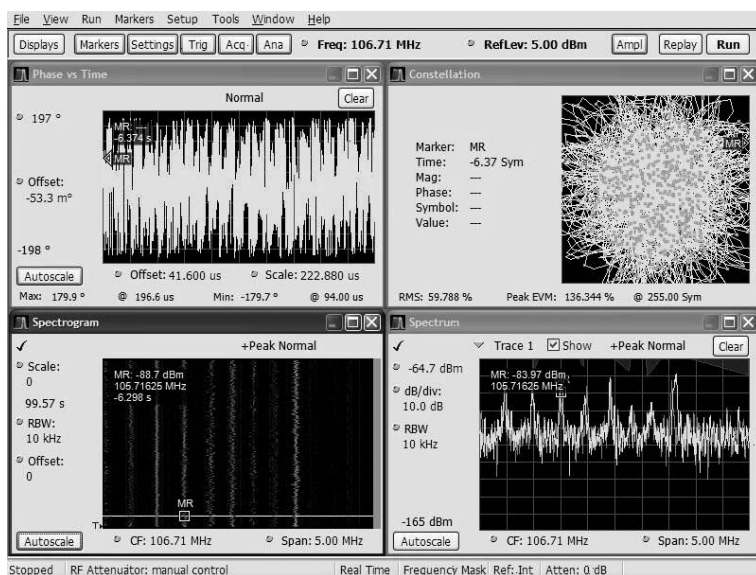 File View Run Markers Setup Tools Window Help
Displays Markers Settings Trig Acq Ana Freq: 106.71 MHz RefLev: 5.00 dBm Ampl Replay Run
Phase vs Time
Normal Clear
197 °
MR: ---
-6.374 s
MR
Offset:
-53.3 m°
-198 °
Autoscale Offset: 41.600 us Scale: 222.880 us
Max: 179.9 ° @ 196.6 us Min: -179.7 ° @ 94.00 us
Constellation
MR
Marker: MR
Time: -6.37 Sym
Mag: ---
Phase: ---
Symbol: ---
Value: ---
RMS: 59.788 % Peak EVM: 136.344 % @ 255.00 Sym
Spectrogram
+Peak Normal
Scale:
0
99.57 s
RBW:
10 kHz
Offset:
0
MR: -88.7 dBm
105.71625 MHz
-6.298 s
MR
T
Autoscale CF: 106.71 MHz Span: 5.00 MHz
Spectrum
Trace 1 Show +Peak Normal Clear
-64.7 dBm
dB/div:
10.0 dB
RBW
10 kHz
MR: -83.97 dBm
105.71625 MHz
-165 dBm
Autoscale CF: 106.71 MHz Span: 5.00 MHz
Stopped RF Attenuator: manual control Real Time Frequency Mask Ref: Int Atten: 0 dB